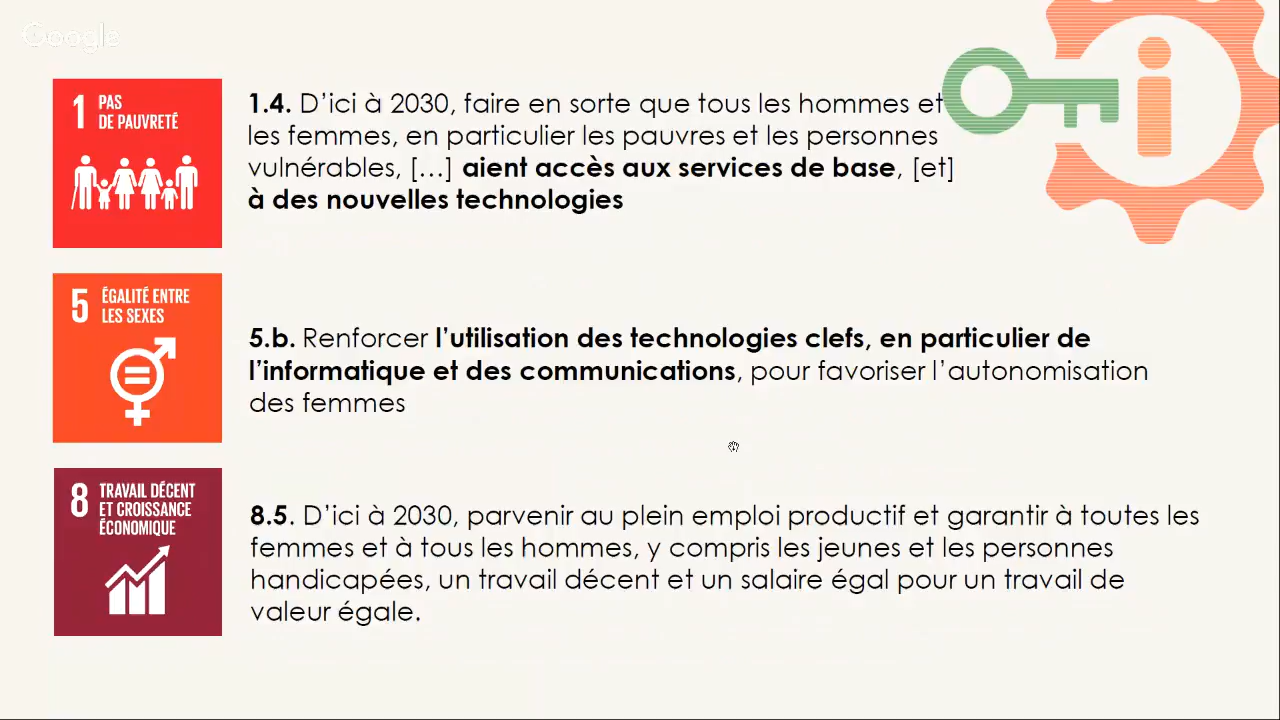 Google
1 PAS
DE PAUVRETÉ
1.4. D’ici à 2030, faire en sorte que tous les hommes et
les femmes, en particulier les pauvres et les personnes
vulnérables, […] aient accès aux services de base, [et]
à des nouvelles technologies
i
5 ÉGALITÉ ENTRE
LES SEXES
5.b. Renforcer l’utilisation des technologies clefs, en particulier de
l’informatique et des communications, pour favoriser l’autonomisation
des femmes
8 TRAVAIL DÉCENT
ET CROISSANCE
ÉCONOMIQUE
8.5. D’ici à 2030, parvenir au plein emploi productif et garantir à toutes les
femmes et à tous les hommes, y compris les jeunes et les personnes
handicapées, un travail décent et un salaire égal pour un travail de
valeur égale.